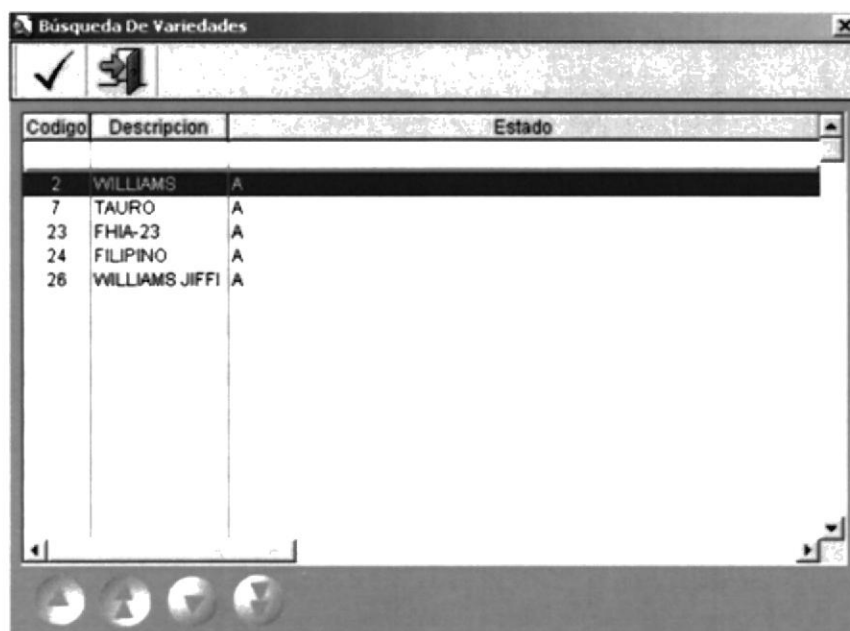 Búsqueda De Variedades
Codigo Descripcion Estado
2 WILLIAMS A
7 TAURO A
23 FHIA-23 A
24 FILIPINO A
26 WILLIAMS JIFFI A